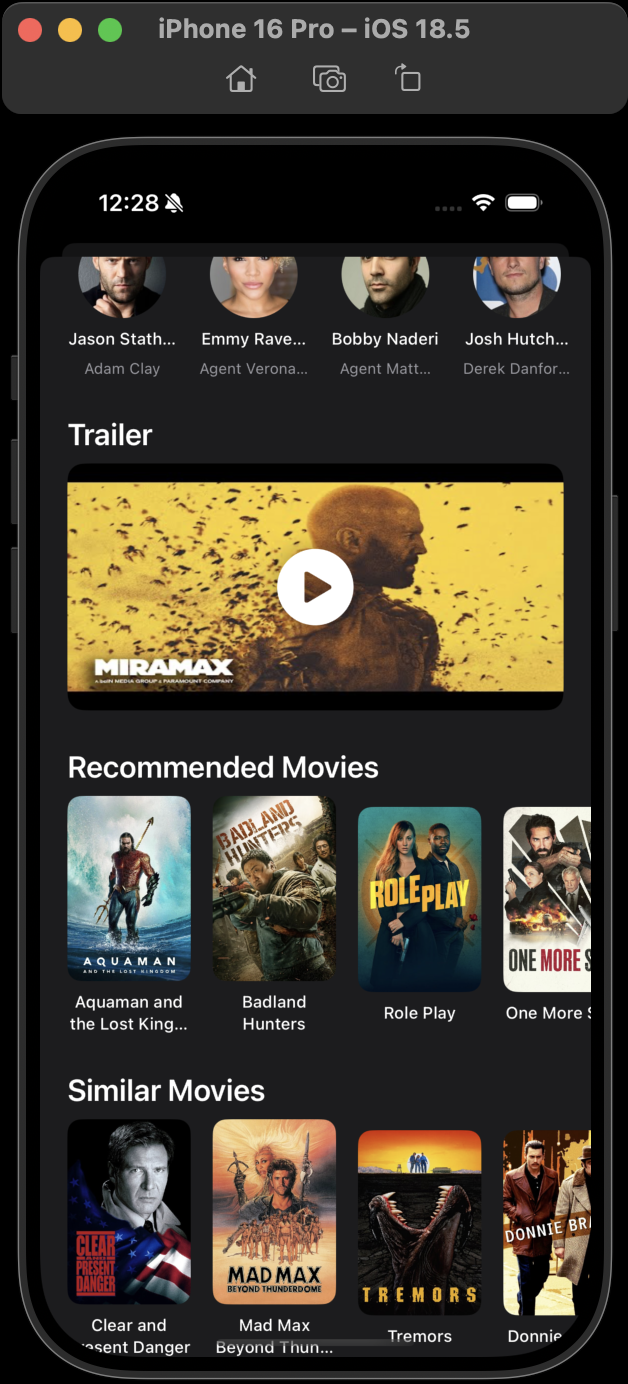 iPhone 16 Pro – iOS 18.5
12:28
Jason Stath...
Emmy Rave...
Bobby Naderi
Josh Hutch...
Adam Clay
Agent Verona...
Agent Matt...
Derek Danfor...
Trailer
MIRAMAX
A beIN MEDIA GROUP & PARAMOUNT COMPANY
Recommended Movies
AQUAMAN
AND THE LOST KINGDOM
BADLAND
HUNTERS
ROLE PLAY
ONE MORE S
Aquaman and
the Lost King...
Badland
Hunters
Role Play
One More S
Similar Movies
CLEAR
AND
PRESENT
DANGER
MAD MAX
BEYOND THUNDERDOME
TREMORS
DONNIE BRA
Clear and
resent Danger
Mad Max
Beyond Thun...
Tremors
Donnie